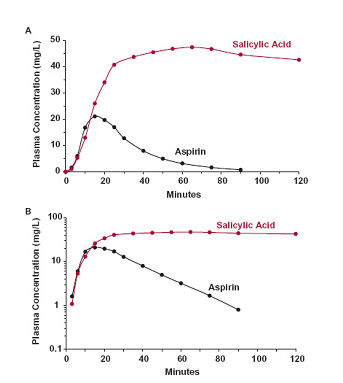 A
Plasma Concentration (mg/L)
50
40
30
20
10
0
Salicylic Acid
Aspirin
0 20 40 60 80 100 120
Minutes
B
Plasma Concentration (mg/L)
100
10
1
0.1
Salicylic Acid
Aspirin
0 20 40 60 80 100 120
Minutes